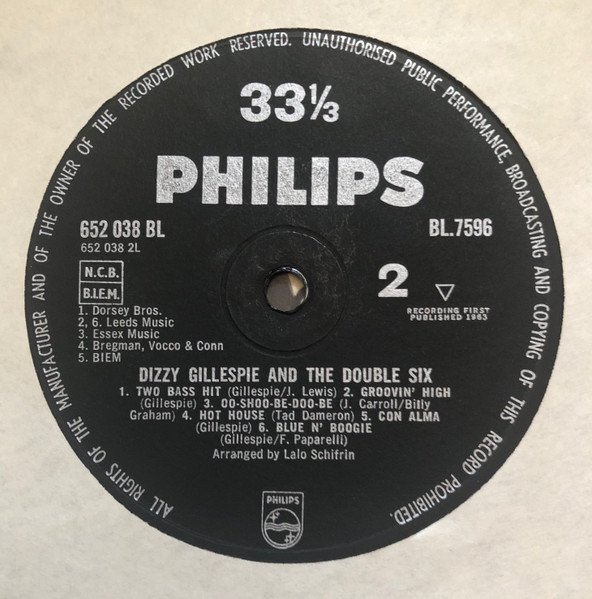 ALL RIGHTS OF THE MANUFACTURER AND OF THE OWNER OF THE RECORDED WORK RESERVED. UNAUTHORISED PUBLIC PERFORMANCE, BROADCASTING AND COPYING OF THIS RECORD PROHIBITED.
33⅓
PHILIPS
652 038 BL
652 038 2L
BL.7596
N.C.B.
B.I.E.M.
2
RECORDING FIRST
PUBLISHED 1963
1. Dorsey Bros.
2, 6. Leeds Music
3. Essex Music
4. Bregman, Vocco & Conn
5. BIEM
DIZZY GILLESPIE AND THE DOUBLE SIX
1. TWO BASS HIT (Gillespie/J. Lewis) 2. GROOVIN' HIGH
(Gillespie) 3. OO-SHOO-BE-DOO-BE (J. Carroll/Billy
Graham) 4. HOT HOUSE (Tad Dameron) 5. CON ALMA
(Gillespie) 6. BLUE N' BOOGIE
(Gillespie/F. Paparelli)
Arranged by Lalo Schifrin
PHILIPS